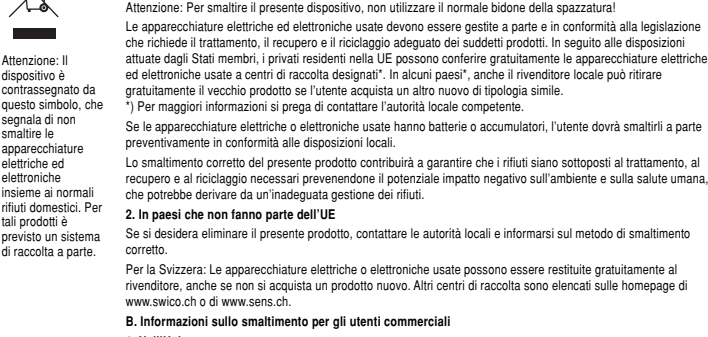 Attenzione: Il
dispositivo è
contrassegnato da
questo simbolo, che
segnala di non
smaltire le
apparecchiature
elettriche ed
elettroniche
insieme ai normali
rifiuti domestici. Per
tali prodotti è
previsto un sistema
di raccolta a parte.
Attenzione: Per smaltire il presente dispositivo, non utilizzare il normale bidone della spazzatura!
Le apparecchiature elettriche ed elettroniche usate devono essere gestite a parte e in conformità alla legislazione
che richiede il trattamento, il recupero e il riciclaggio adeguato dei suddetti prodotti. In seguito alle disposizioni
attuate dagli Stati membri, i privati residenti nella UE possono conferire gratuitamente le apparecchiature elettriche
ed elettroniche usate a centri di raccolta designati*. In alcuni paesi*, anche il rivenditore locale può ritirare
gratuitamente il vecchio prodotto se l'utente acquista un altro nuovo di tipologia simile.
*) Per maggiori informazioni si prega di contattare l'autorità locale competente.
Se le apparecchiature elettriche o elettroniche usate hanno batterie o accumulatori, l'utente dovrà smaltirli a parte
preventivamente in conformità alle disposizioni locali.
Lo smaltimento corretto del presente prodotto contribuirà a garantire che i rifiuti siano sottoposti al trattamento, al
recupero e al riciclaggio necessari prevenendone il potenziale impatto negativo sull'ambiente e sulla salute umana,
che potrebbe derivare da un'inadeguata gestione dei rifiuti.
2. In paesi che non fanno parte dell'UE
Se si desidera eliminare il presente prodotto, contattare le autorità locali e informarsi sul metodo di smaltimento
corretto.
Per la Svizzera: Le apparecchiature elettriche o elettroniche usate possono essere restituite gratuitamente al
rivenditore, anche se non si acquista un prodotto nuovo. Altri centri di raccolta sono elencati sulle homepage di
www.swico.ch o di www.sens.ch.
B. Informazioni sullo smaltimento per gli utenti commerciali